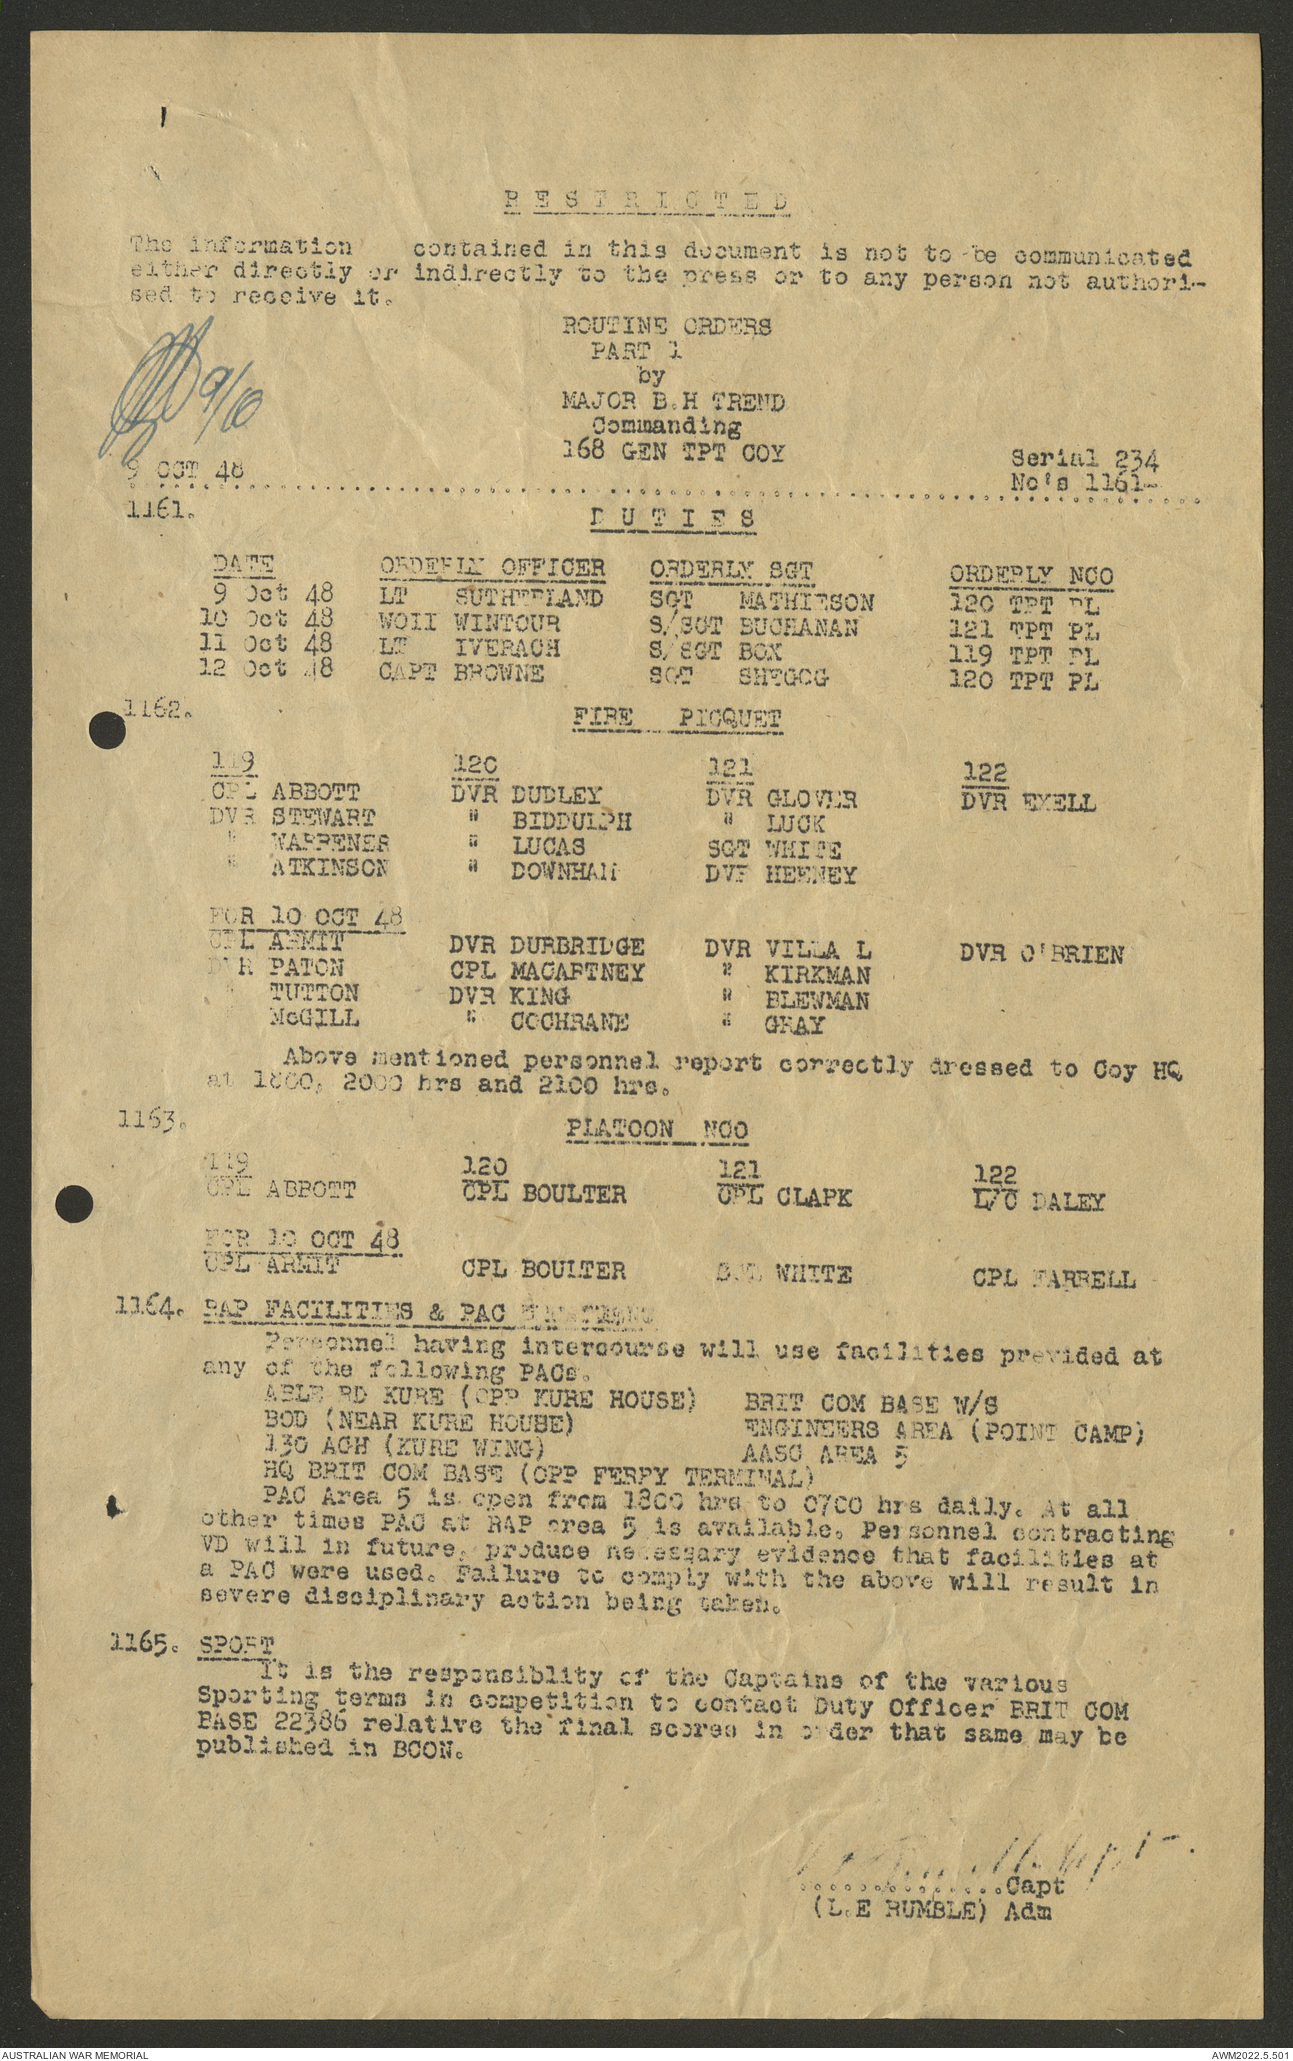 RESTRICTED
The information contained in this document is not to be communicated
either directly or indirectly to the press or to any person not authori-
sed to receive it.
ROUTINE ORDERS
PART 1
by
MAJOR B.H TREND
Commanding
168 GEN TPT COY
9/10
9 OCT 48
Serial 234
No's 1161-
1161. DUTIES
DATE ORDERLY OFFICER ORDERLY SGT ORDERLY NCO
9 Oct 48 LT SUTHERLAND SGT MATHIESON 120 TPT PL
10 Oct 48 WOII WINTOUR S/SGT BUCHANAN 121 TPT PL
11 Oct 48 LT IVERACH S/SGT BOX 119 TPT PL
12 Oct 48 CAPT BROWNE SGT SHEGOG 120 TPT PL
1162. FIRE PICQUET
119 120 121 122
CPL ABBOTT DVR DUDLEY DVR GLOVER DVR EXELL
DVR STEWART " BIDDULPH " LUCK
" WARRENER " LUCAS SGT WHITE
" ATKINSON " DOWNHAM DVR HEENEY
FOR 10 OCT 48
CPL ARMIT DVR DURBRIDGE DVR VILLA L DVR O'BRIEN
DVR PATON CPL MACARTNEY " KIRKMAN
" TUTTON DVR KING " BLEWMAN
McGILL " COCHRANE " GRAY
Above mentioned personnel report correctly dressed to Coy HQ
at 1800, 2000 hrs and 2100 hrs.
1163. PLATOON NCO
119 120 121 122
CPL ABBOTT CPL BOULTER CPL CLARK L/C DALEY
FOR 10 OCT 48
CPL ARMIT CPL BOULTER WHITE CPL FARRELL
1164. RAP FACILITIES & PAC
Personnel having intercourse will use facilities previded at
any of the following PACs.
ABLE RD KURE (OPP KURE HOUSE) BRIT COM BASE W/S
BOD (NEAR KURE HOUSE) ENGINEERS AREA (POINT CAMP)
130 AGH (KURE WING) AASC AREA 5
HQ BRIT COM BASE (OPP FERRY TERMINAL)
PAC Area 5 is open from 1800 hrs to 0700 hrs daily. At all
other times PAC at RAP area 5 is available. Personnel contracting
VD will in future, produce necessary evidence that facilities at
a PAC were used. Failure to comply with the above will result in
severe disciplinary action being taken.
1165. SPORT
It is the responsiblity of the Captains of the various
Sporting terms in competition to contact Duty Officer BRIT COM
BASE 22386 relative the final scores in order that same may be
published in BCON.
................Capt
(L.E RUMBLE) Adm
AUSTRALIAN WAR MEMORIAL
AWM2022.5.501